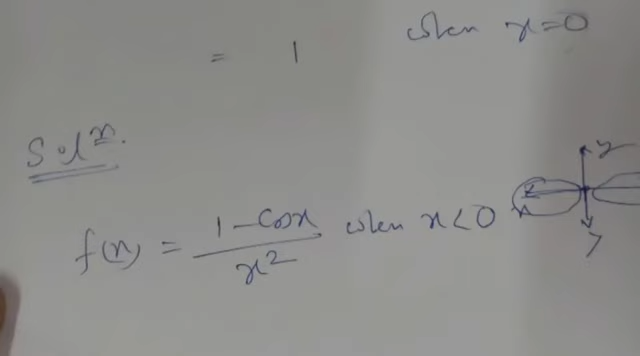 = 1 when x=0
Solⁿ.
f(x) = 1-Cosx / x² when x<0
y
x
y